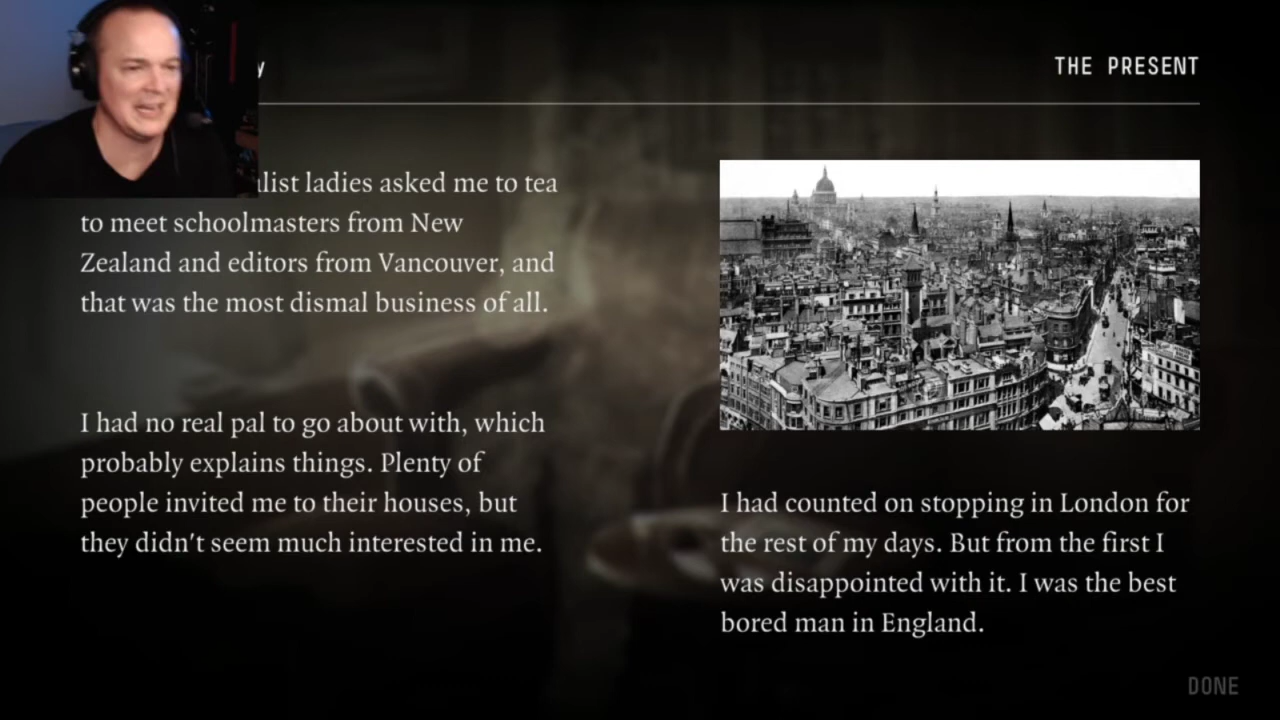 THE PRESENT
ladies asked me to tea
to meet schoolmasters from New
Zealand and editors from Vancouver, and
that was the most dismal business of all.
I had no real pal to go about with, which
probably explains things. Plenty of
people invited me to their houses, but
they didn't seem much interested in me.
I had counted on stopping in London for
the rest of my days. But from the first I
was disappointed with it. I was the best
bored man in England.
DONE